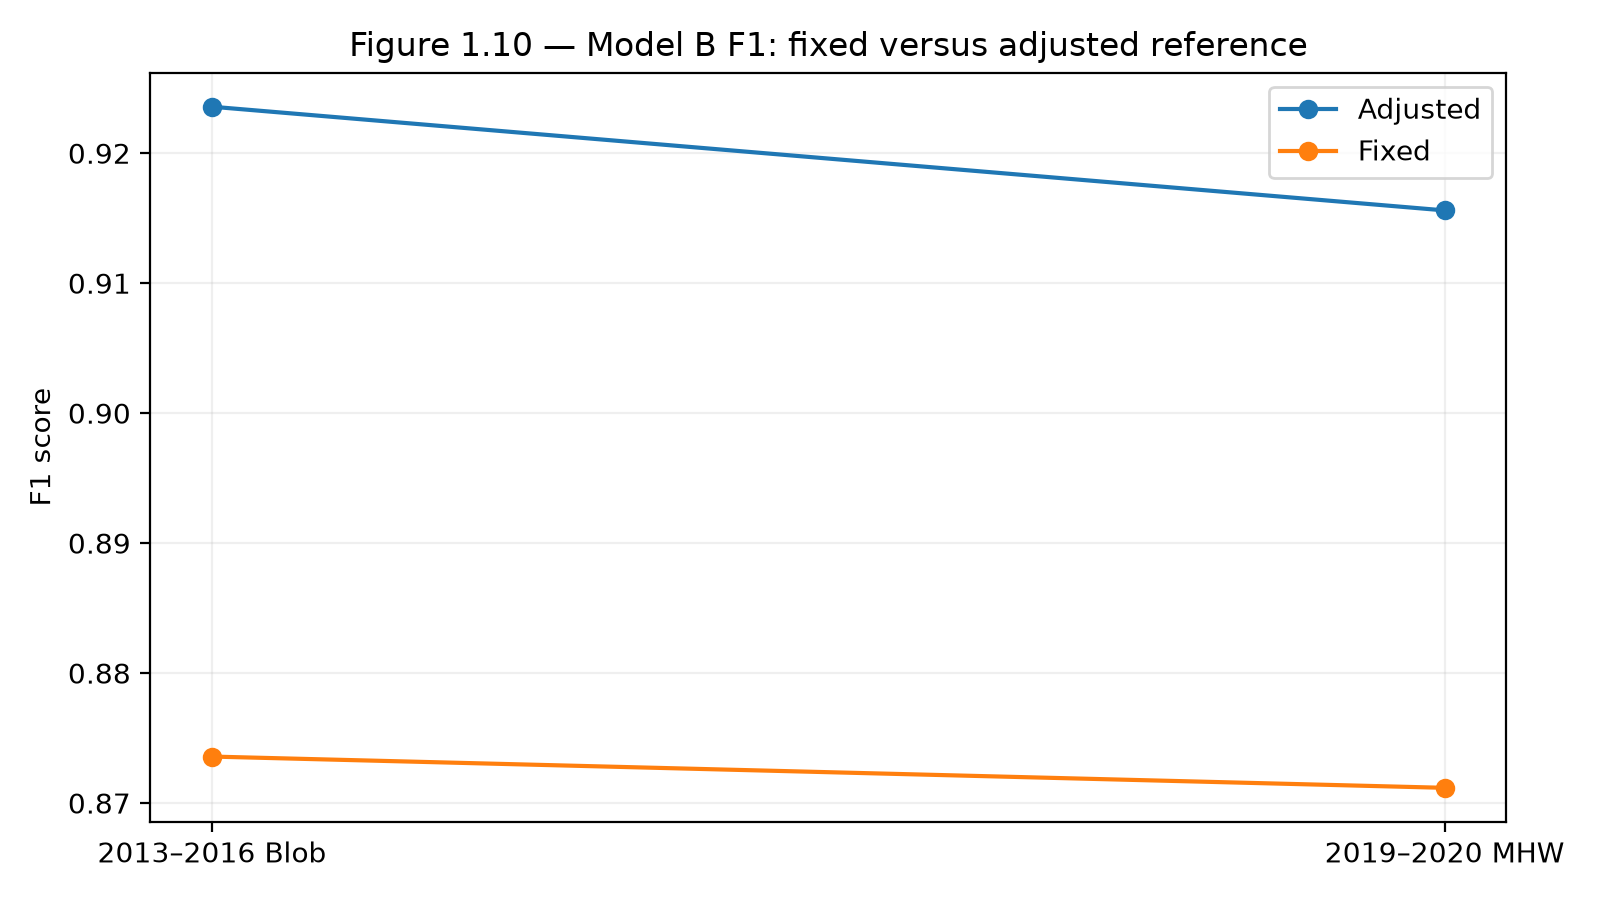 Figure 1.10 — Model B F1: fixed versus adjusted reference
Adjusted
Fixed
0.92
0.91
0.90
0.89
0.88
0.87
F1 score
2013–2016 Blob
2019–2020 MHW